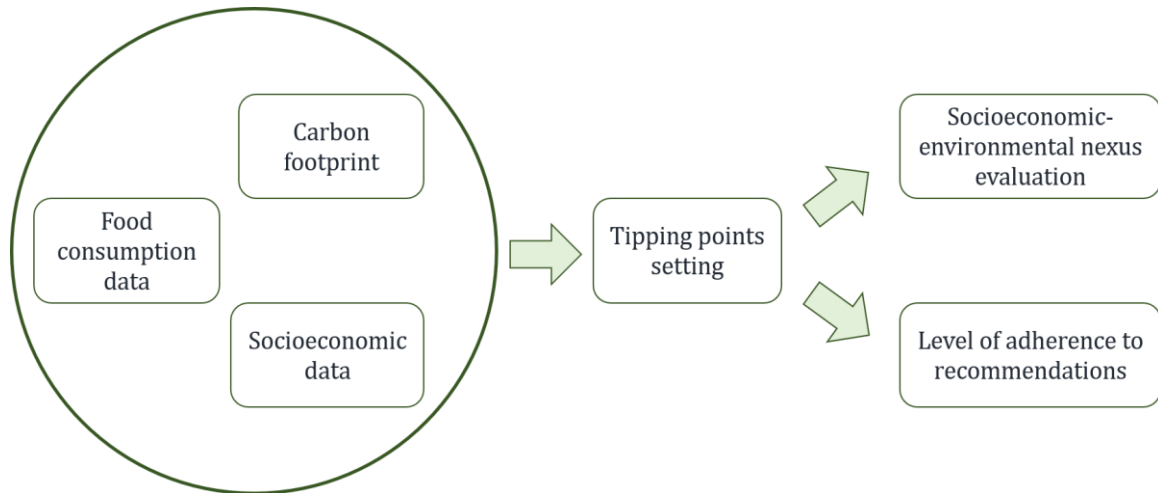 Carbon
footprint
Food
consumption
data
Socioeconomic
data
Tipping points
setting
Socioeconomic-
environmental nexus
evaluation
Level of adherence to
recommendations